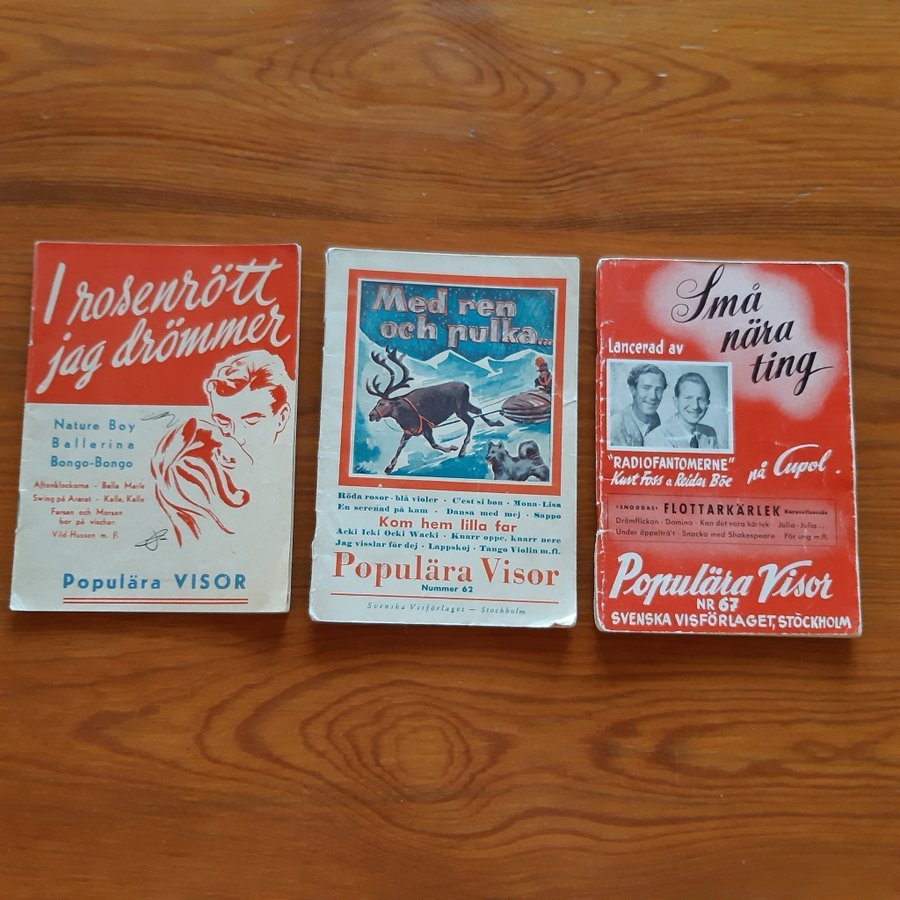 I rosenrött
jag drömmer
Nature Boy
Ballerina
Bongo-Bongo
Aftonklockorna - Bella Marie
Swing på Ararat - Kalle, Kalle
Farsan och Morsan
bor på vischan
Vild-Hussen m. fl.
Populära VISOR
Med ren
och pulka...
Röda rosor - blå violer · C'est si bon · Mona-Lisa
En serenad på kam · Dansa med mej · Sappo
Kom hem lilla far
Acki Icki Ocki Wacki · Knarr oppe, knarr nere
Jag visslar för dej · Lappskoj · Tango Violin m.fl.
Populära Visor
Nummer 62
Svenska Visförlaget — Stockholm
Små
nära
ting
Lancerad av
"RADIOFANTOMERNE"
Kurt Foss o. Reidar Böe
på Cupol.
"SNODDAS" FLOTTARKÄRLEK
Drömflickan - Domino - Kan det vara kärlek - Julia - Julla . . .
Under äppelträ't - Snacka med Shakespeare - För ung m.fl.
Populära Visor
NR 67
SVENSKA VISFÖRLAGET, STOCKHOLM